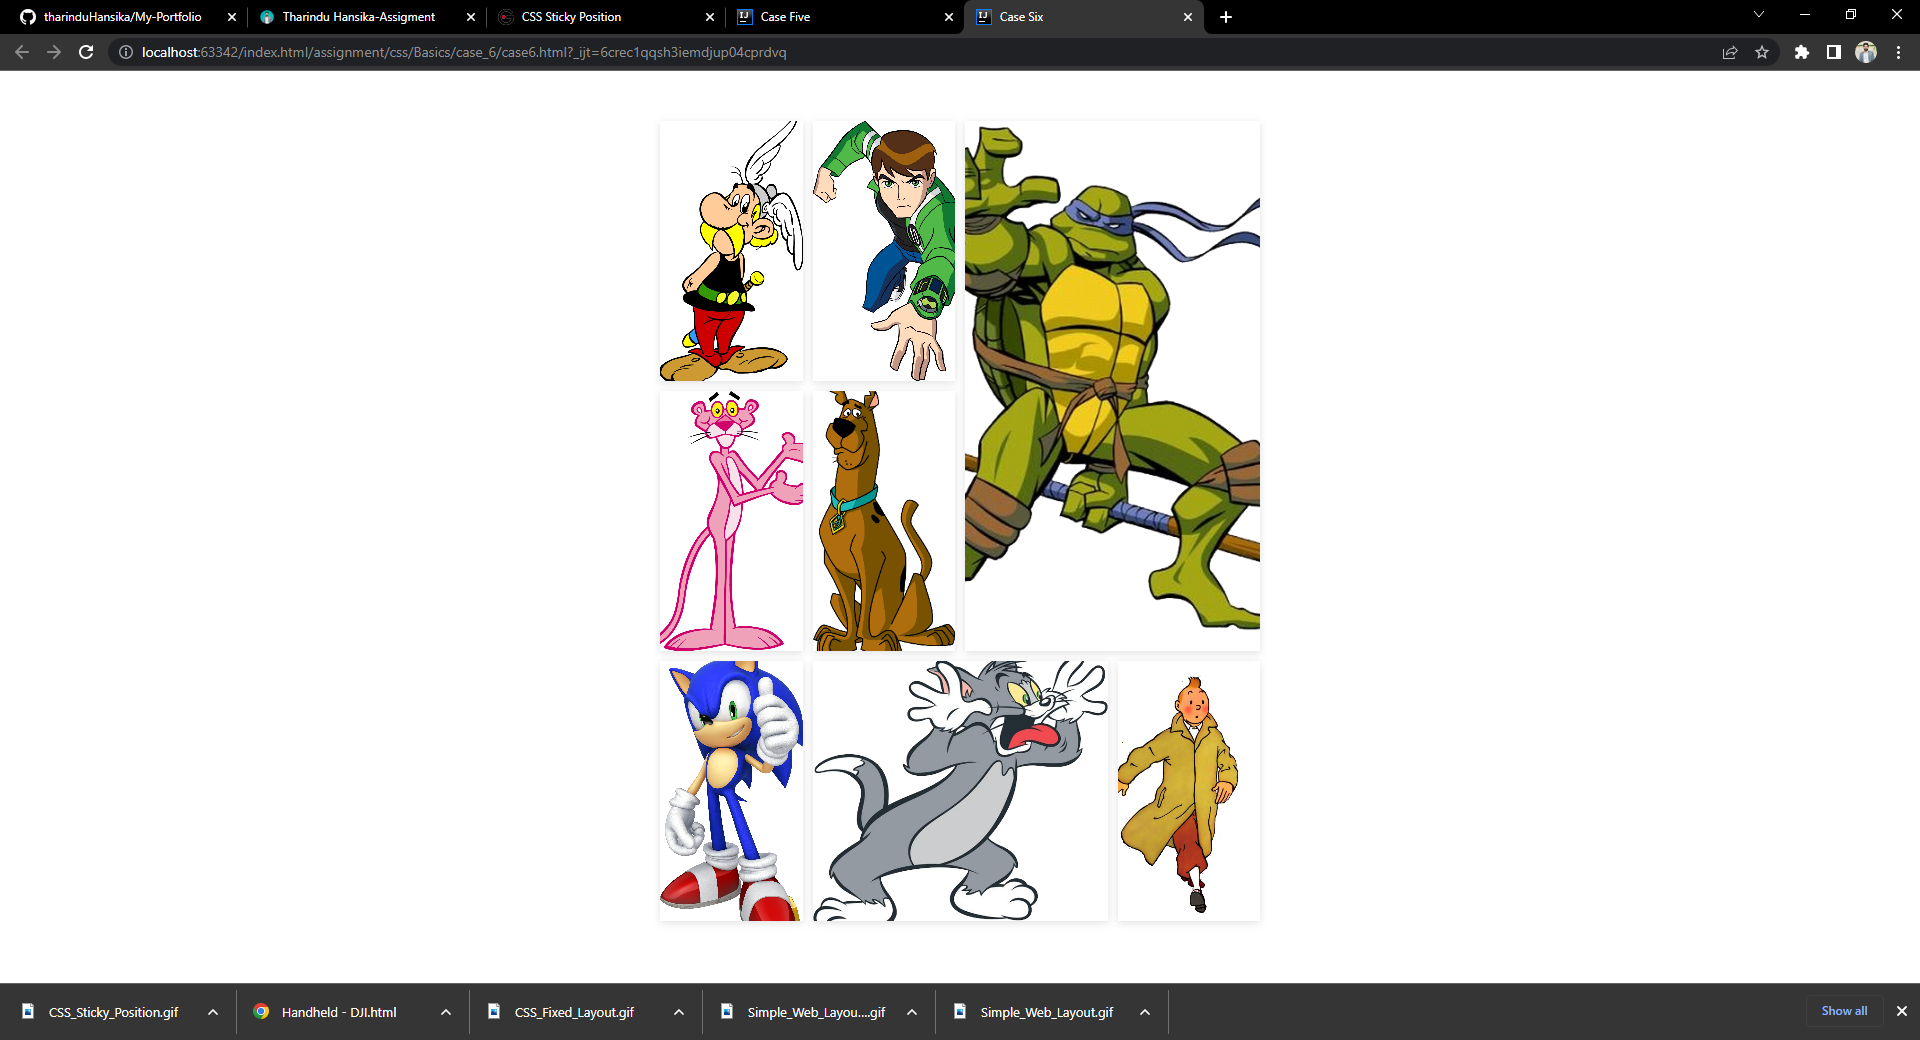 tharinduHansika/My-Portfolio
Tharindu Hansika-Assigment
CSS Sticky Position
Case Five
Case Six
localhost:63342/index.html/assignment/css/Basics/case_6/case6.html?_ijt=6crec1qqsh3iemdjup04cprdvq
CSS_Sticky_Position.gif
Handheld - DJI.html
CSS_Fixed_Layout.gif
Simple_Web_Layou....gif
Simple_Web_Layout.gif
Show all